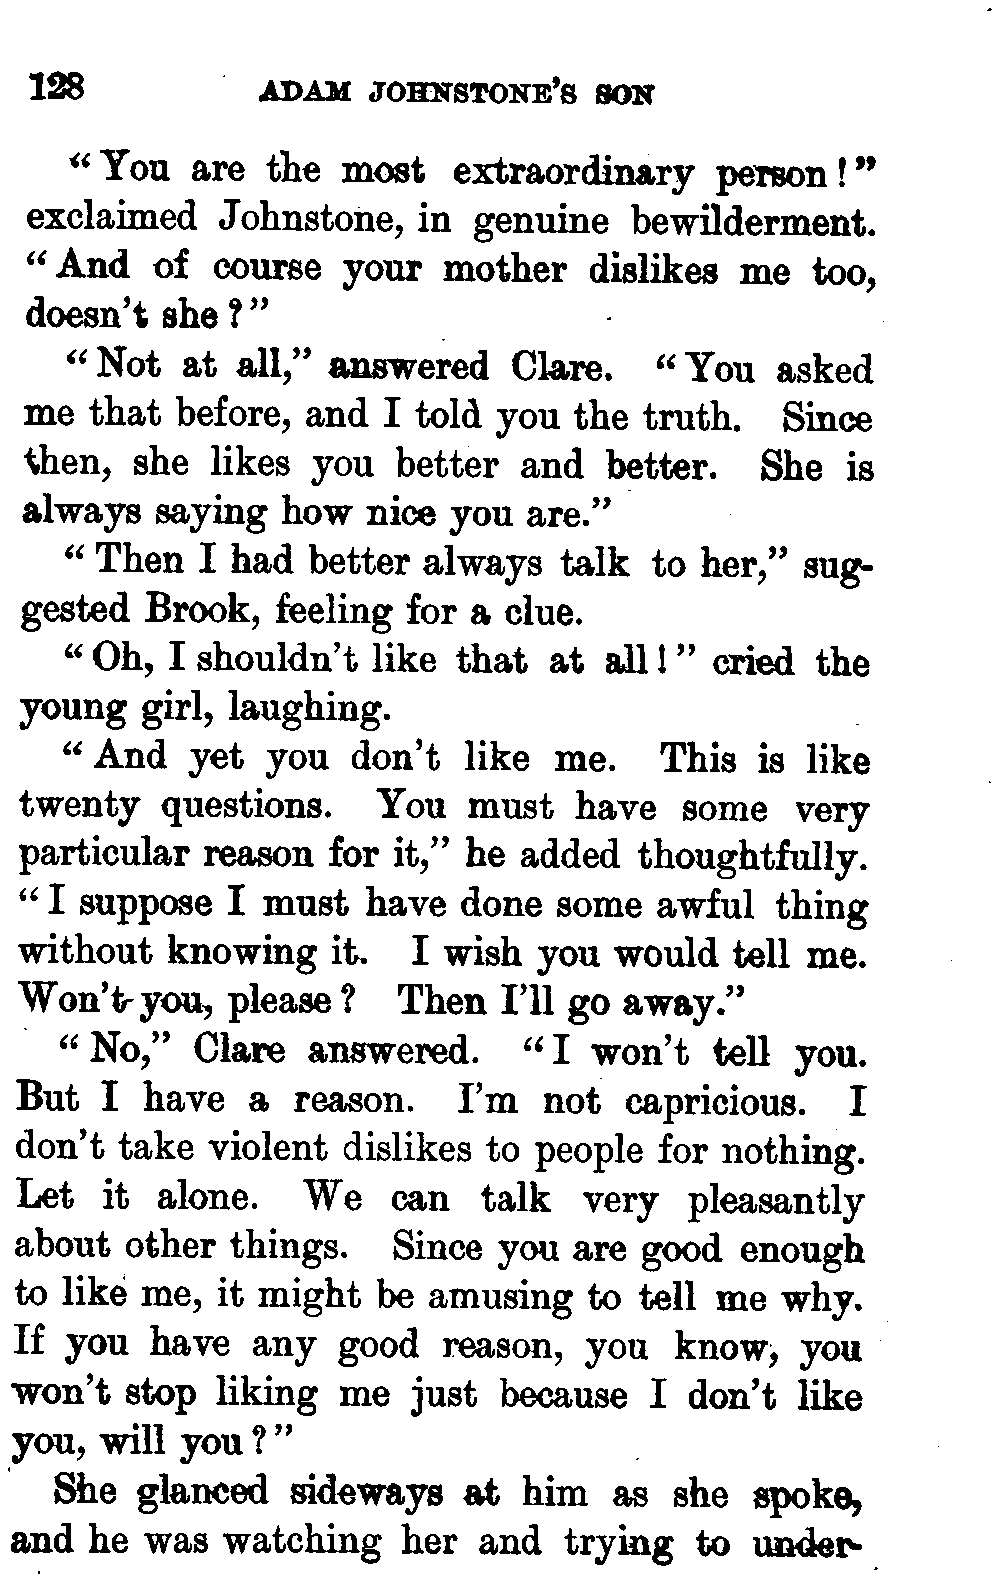 128 ADAM JOHNSTONE'S SON
“You are the most extraordinary person!”
exclaimed Johnstone, in genuine bewilderment.
“And of course your mother dislikes me too,
doesn't she?”
“Not at all,” answered Clare. “You asked
me that before, and I told you the truth. Since
then, she likes you better and better. She is
always saying how nice you are.”
“Then I had better always talk to her,” sug-
gested Brook, feeling for a clue.
“Oh, I shouldn't like that at all!” cried the
young girl, laughing.
“And yet you don't like me. This is like
twenty questions. You must have some very
particular reason for it,” he added thoughtfully.
“I suppose I must have done some awful thing
without knowing it. I wish you would tell me.
Won't you, please? Then I'll go away.”
“No,” Clare answered. “I won't tell you.
But I have a reason. I'm not capricious. I
don't take violent dislikes to people for nothing.
Let it alone. We can talk very pleasantly
about other things. Since you are good enough
to like me, it might be amusing to tell me why.
If you have any good reason, you know, you
won't stop liking me just because I don't like
you, will you?”
She glanced sideways at him as she spoke,
and he was watching her and trying to under-